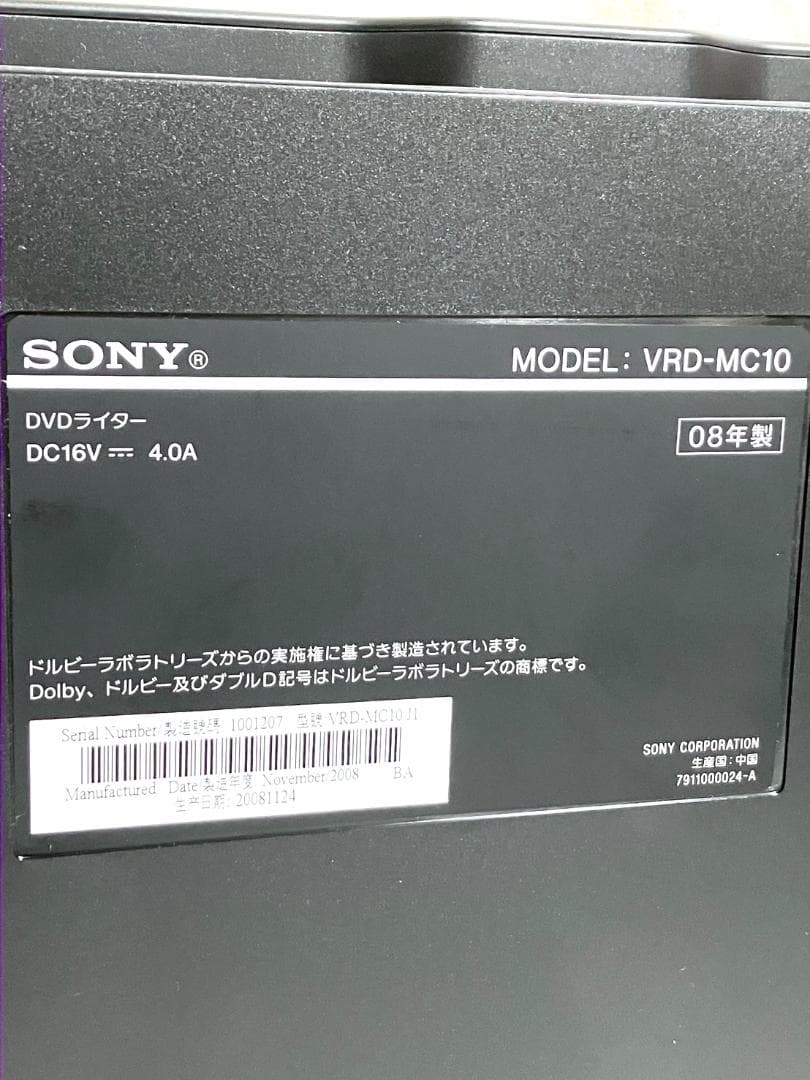 SONY®
MODEL: VRD-MC10
DVDライター
DC16V ⎓ 4.0A
08年製
ドルビーラボラトリーズからの実施権に基づき製造されています。
Dolby、ドルビー及びダブルD記号はドルビーラボラトリーズの商標です。
Serial Number/製造號碼 1001207 型號 VRD-MC10 J1
Manufactured Date/製造年度 November 2008 BA
生产日期: 20081124
SONY CORPORATION
生産国：中国
7911000024-A